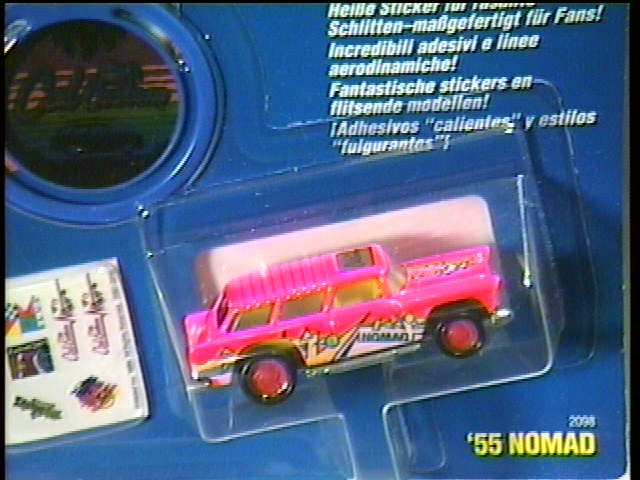 Heiße Sticker für rasante
Schlitten–maßgefertigt für Fans!
Incredibili adesivi e linee
aerodinamiche!
Fantastische stickers en
flitsende modellen!
¡Adhesivos "calientes" y estilos
"fulgurantes"!
NOMAD
2098
'55 NOMAD